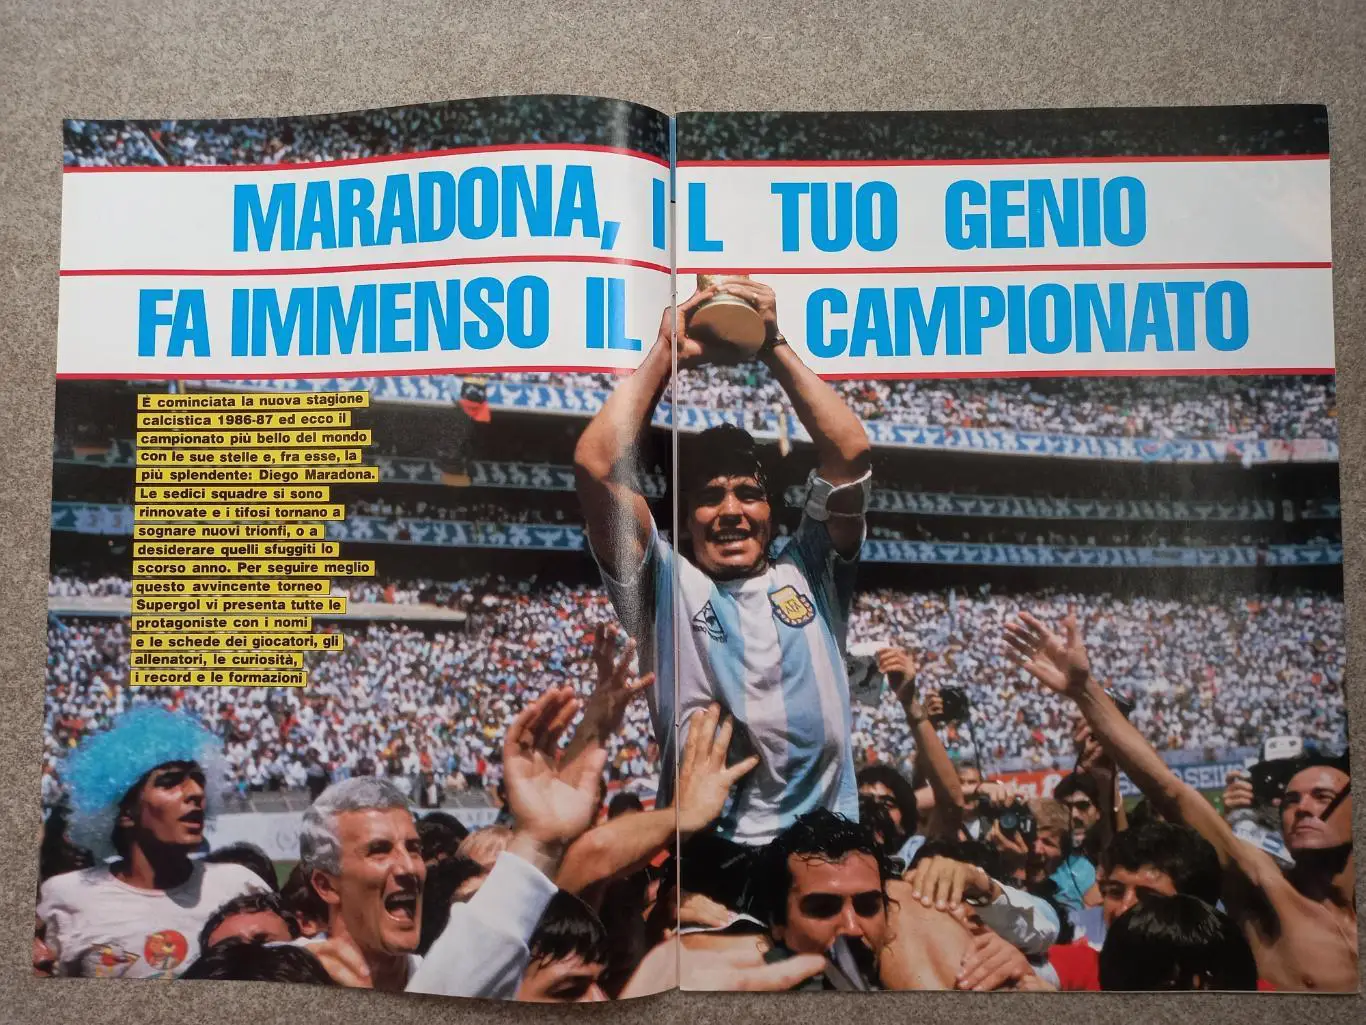 MARADONA, IL TUO GENIO
FA IMMENSO IL CAMPIONATO
È cominciata la nuova stagione
calcistica 1986-87 ed ecco il
campionato più bello del mondo
con le sue stelle e, fra esse, la
più splendente: Diego Maradona.
Le sedici squadre si sono
rinnovate e i tifosi tornano a
sognare nuovi trionfi, o a
desiderare quelli sfuggiti lo
scorso anno. Per seguire meglio
questo avvincente torneo
Supergol vi presenta tutte le
protagoniste con i nomi
e le schede dei giocatori, gli
allenatori, le curiosità,
i record e le formazioni
AFA
SEIKO